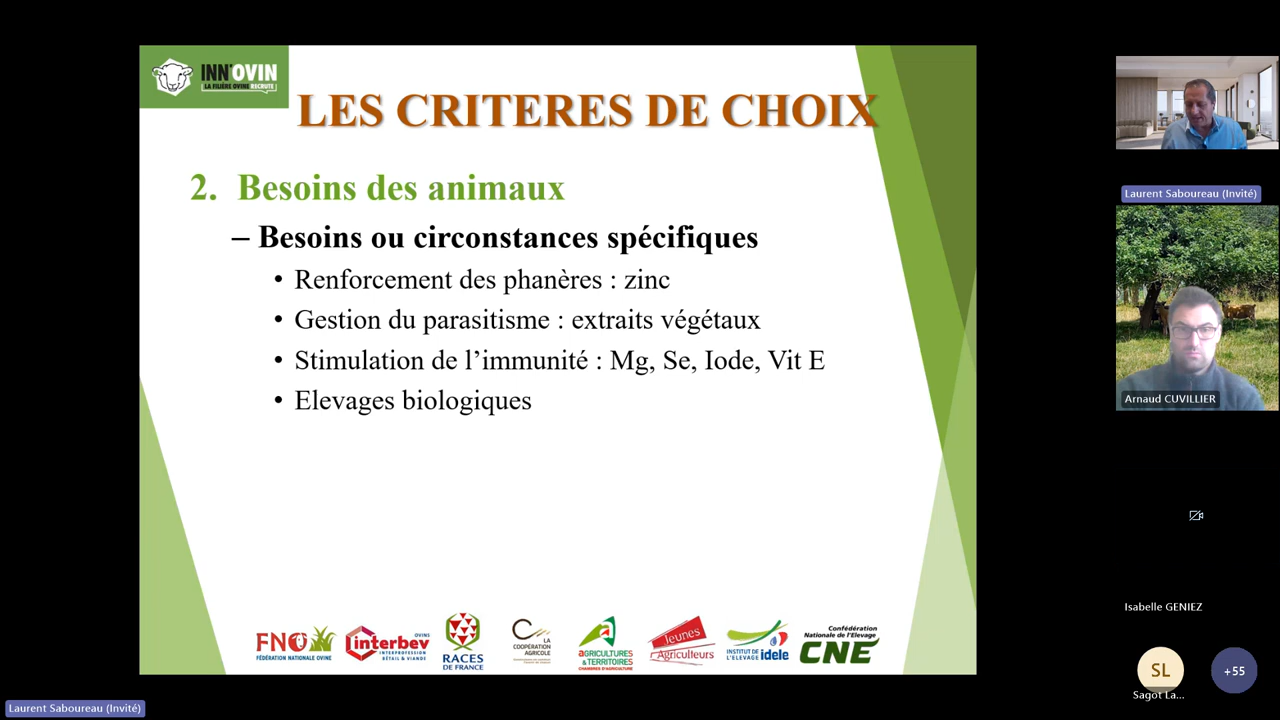 INN'OVIN
LA FILIÈRE OVINE RECRUTE !
LES CRITERES DE CHOIX
2. Besoins des animaux
– Besoins ou circonstances spécifiques
• Renforcement des phanères : zinc
• Gestion du parasitisme : extraits végétaux
• Stimulation de l’immunité : Mg, Se, Iode, Vit E
• Elevages biologiques
FNO
FÉDÉRATION NATIONALE OVINE
OVINS
interbev
INTERPROFESSION
BÉTAIL & VIANDE
RACES
DE FRANCE
LA
COOPÉRATION
AGRICOLE
AGRICULTURES
& TERRITOIRES
CHAMBRES D'AGRICULTURE
Jeunes
Agriculteurs
INSTITUT DE
L'ELEVAGE idele
Confédération
Nationale de l'Elevage
CNE
Laurent Saboureau (Invité)
Arnaud CUVILLIER
Isabelle GENIEZ
SL
Sagot La...
+55
Laurent Saboureau (Invité)